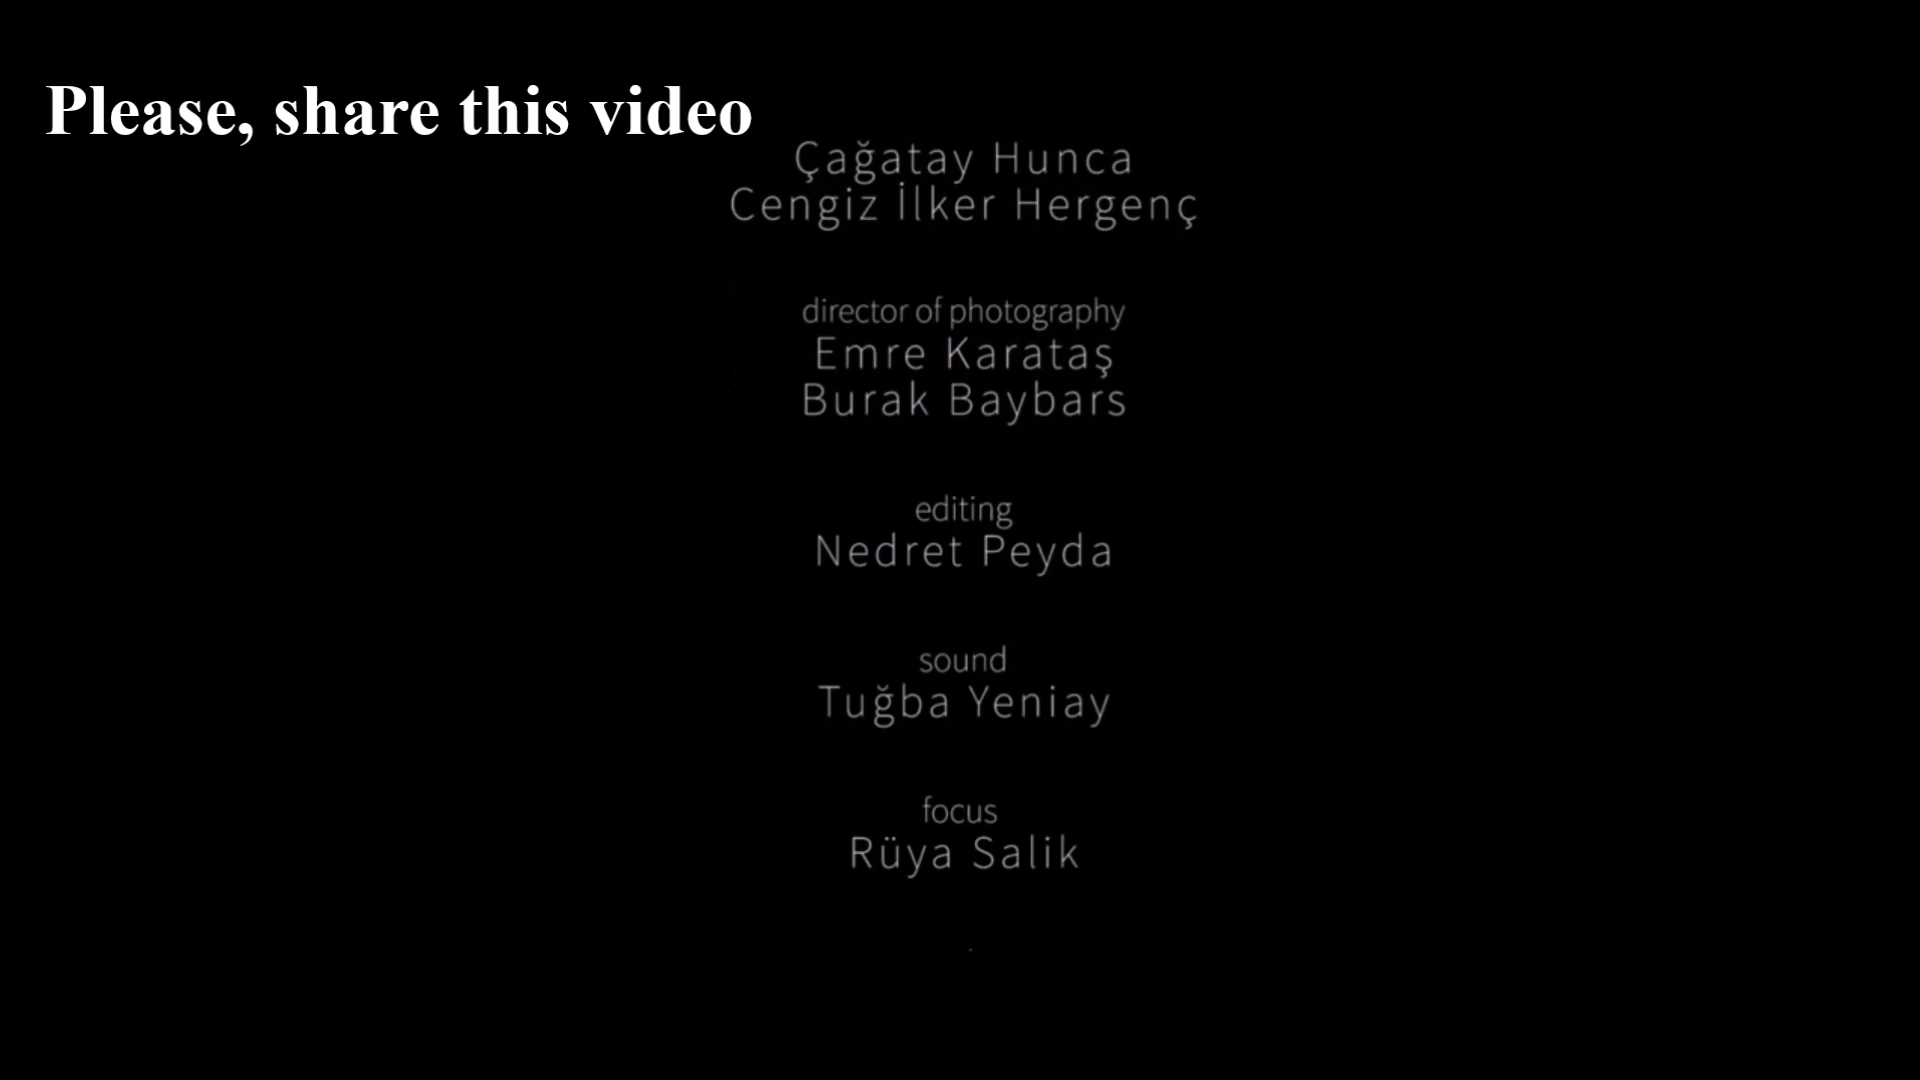 Please, share this video
Çağatay Hunca
Cengiz İlker Hergenç
director of photography
Emre Karataş
Burak Baybars
editing
Nedret Peyda
sound
Tuğba Yeniay
focus
Rüya Salik